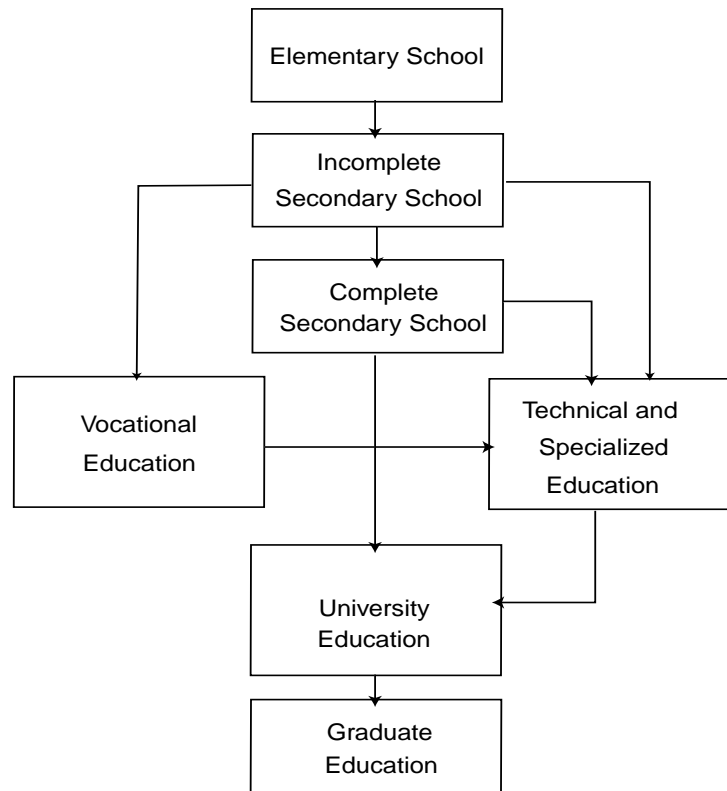 Elementary School
Incomplete
Secondary School
Complete
Secondary School
Vocational
Education
Technical and
Specialized
Education
University
Education
Graduate
Education